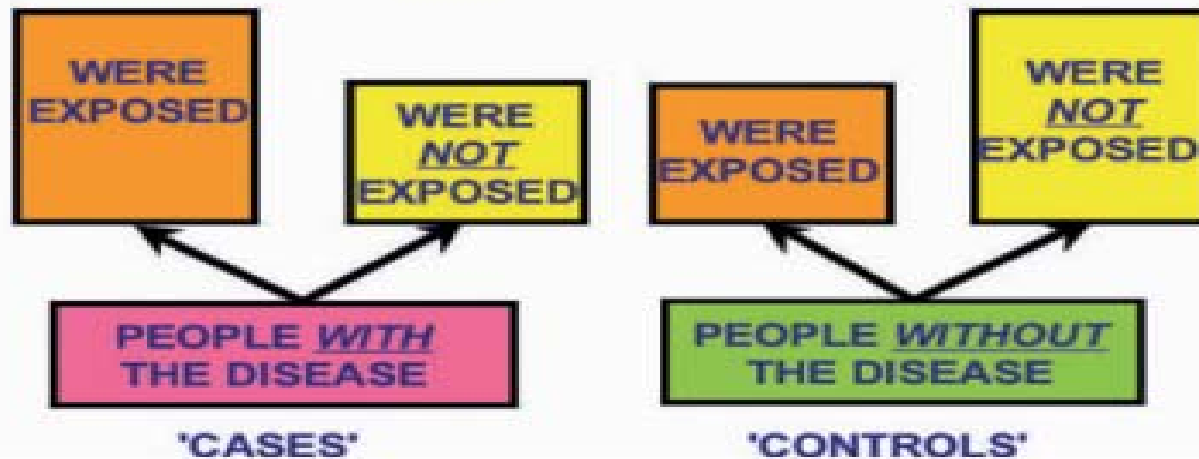 WERE
EXPOSED
WERE
NOT
EXPOSED
WERE
EXPOSED
WERE
NOT
EXPOSED
PEOPLE WITH
THE DISEASE
PEOPLE WITHOUT
THE DISEASE
'CASES'
'CONTROLS'